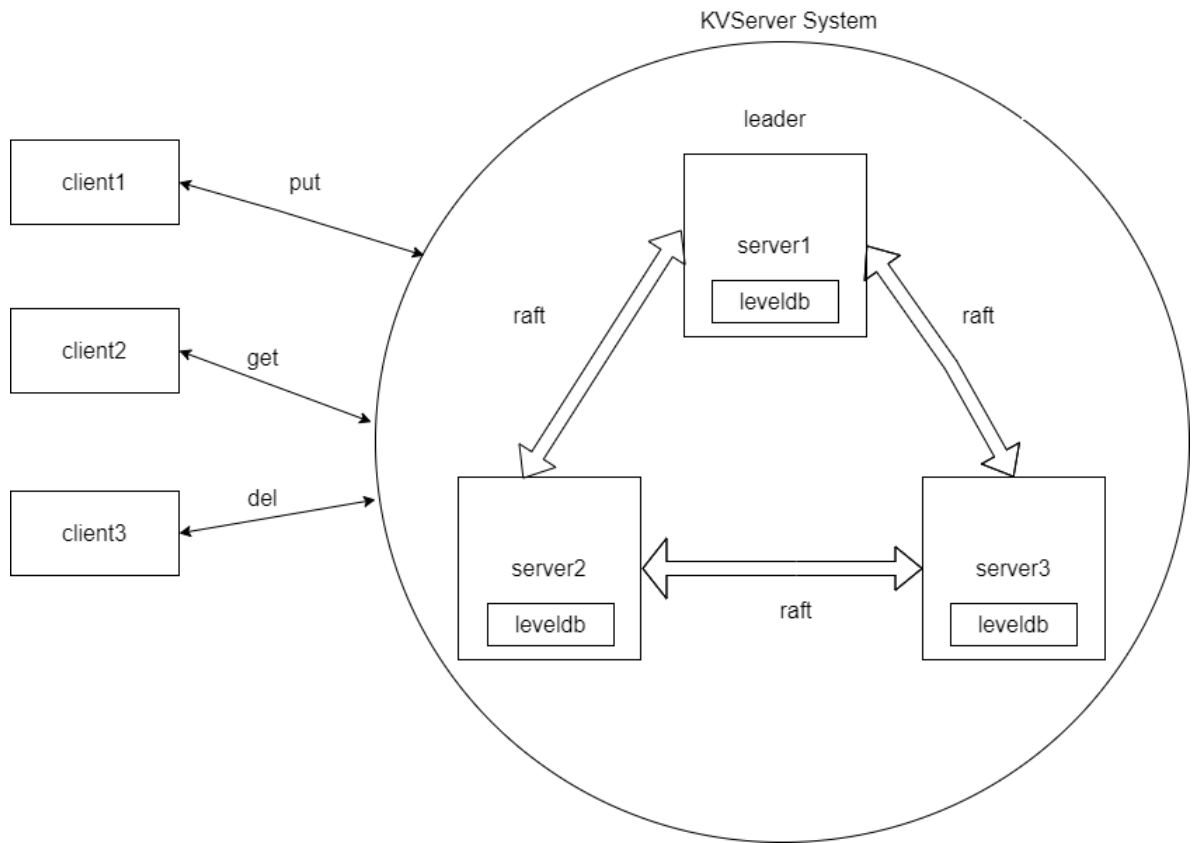 KVServer System
leader
client1
put
server1
leveldb
raft
raft
client2
get
client3
del
server2
leveldb
raft
server3
leveldb